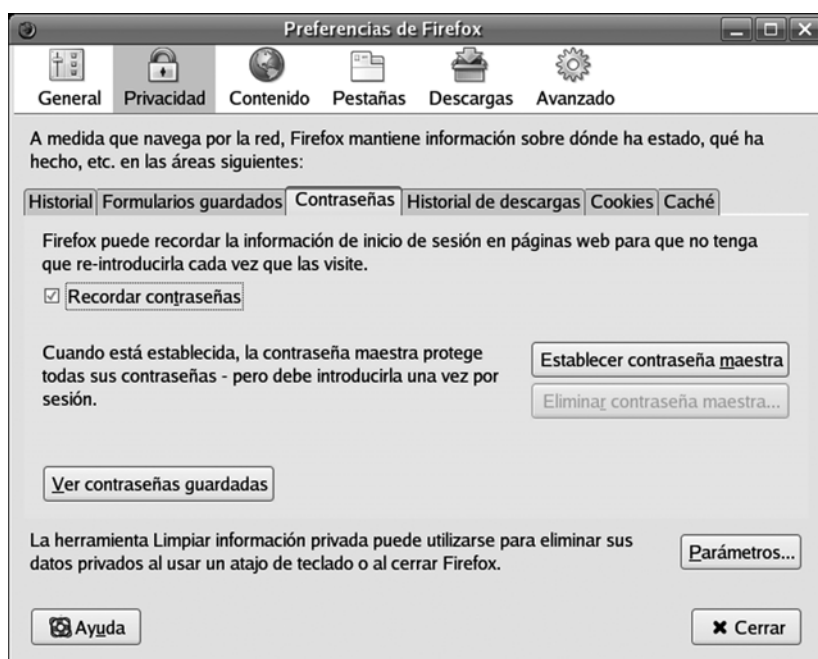 Preferencias de Firefox
General Privacidad Contenido Pestañas Descargas Avanzado
A medida que navega por la red, Firefox mantiene información sobre dónde ha estado, qué ha
hecho, etc. en las áreas siguientes:
Historial Formularios guardados Contraseñas Historial de descargas Cookies Caché
Firefox puede recordar la información de inicio de sesión en páginas web para que no tenga
que re-introducirla cada vez que las visite.
Recordar contraseñas
Cuando está establecida, la contraseña maestra protege
todas sus contraseñas - pero debe introducirla una vez por
sesión.
Establecer contraseña maestra
Eliminar contraseña maestra...
Ver contraseñas guardadas
La herramienta Limpiar información privada puede utilizarse para eliminar sus
datos privados al usar un atajo de teclado o al cerrar Firefox.
Parámetros...
Ayuda
Cerrar